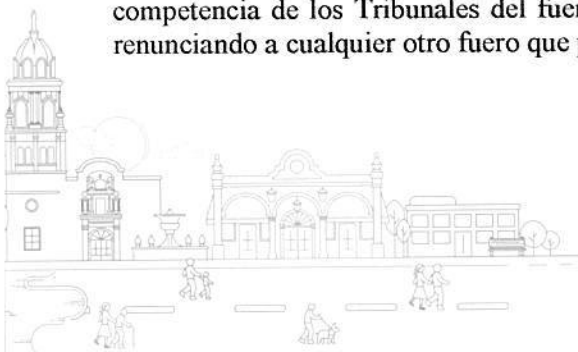 competencia de los Tribunales del
renunciando a cualquier otro fuero que